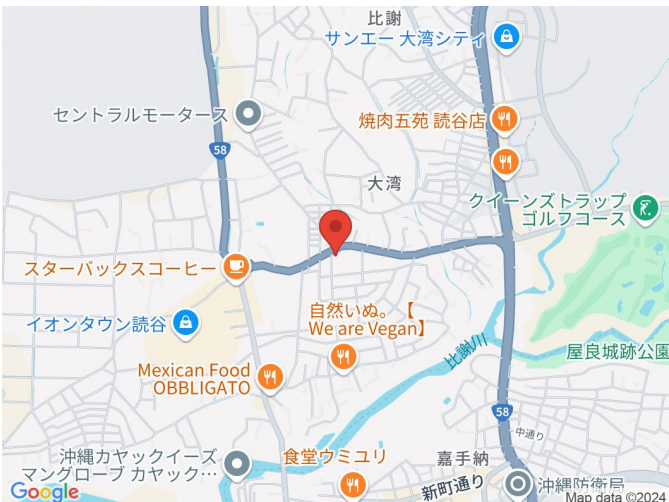 比謝
サンエー 大湾シティ
セントラルモータース
焼肉五苑 読谷店
58
大湾
クイーンズトラップ
ゴルフコース
スターバックスコーヒー
自然いぬ。【
We are Vegan】
イオンタウン読谷
比謝川
屋良城跡公園
Mexican Food
OBBLIGATO
58
中通り
沖縄カヤックイーズ
マングローブ カヤック…
食堂ウミユリ
嘉手納
新町通り
沖縄防衛局
Google
Map data ©2024